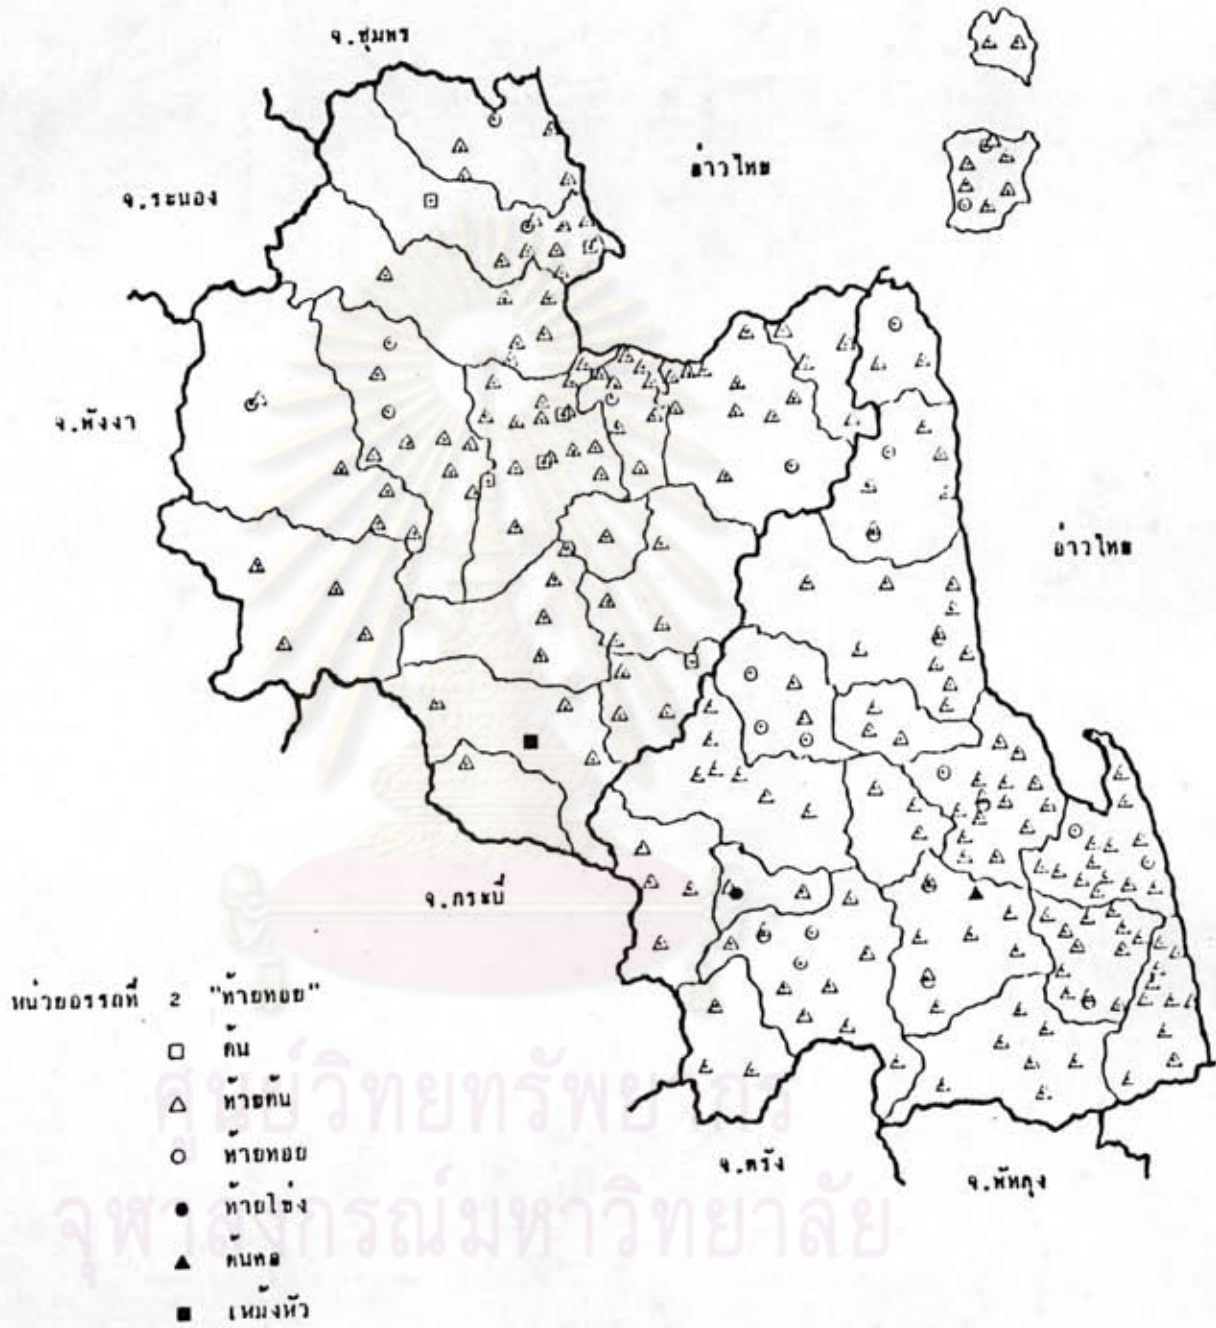 จ.ชุมพร
อ่าวไทย
จ.ระนอง
จ.พังงา
อ่าวไทย
จ.กระบี่
หน่วยอรรถที่ 2 "ท้ายทอย"
ต้น
ท้ายต้น
ท้ายทอย
ท้ายโข่ง
ต้นคอ
เหม้งหัว
จ.ตรัง
จ.พัทลุง
ศูนย์วิทยทรัพยากร
จุฬาลงกรณ์มหาวิทยาลัย